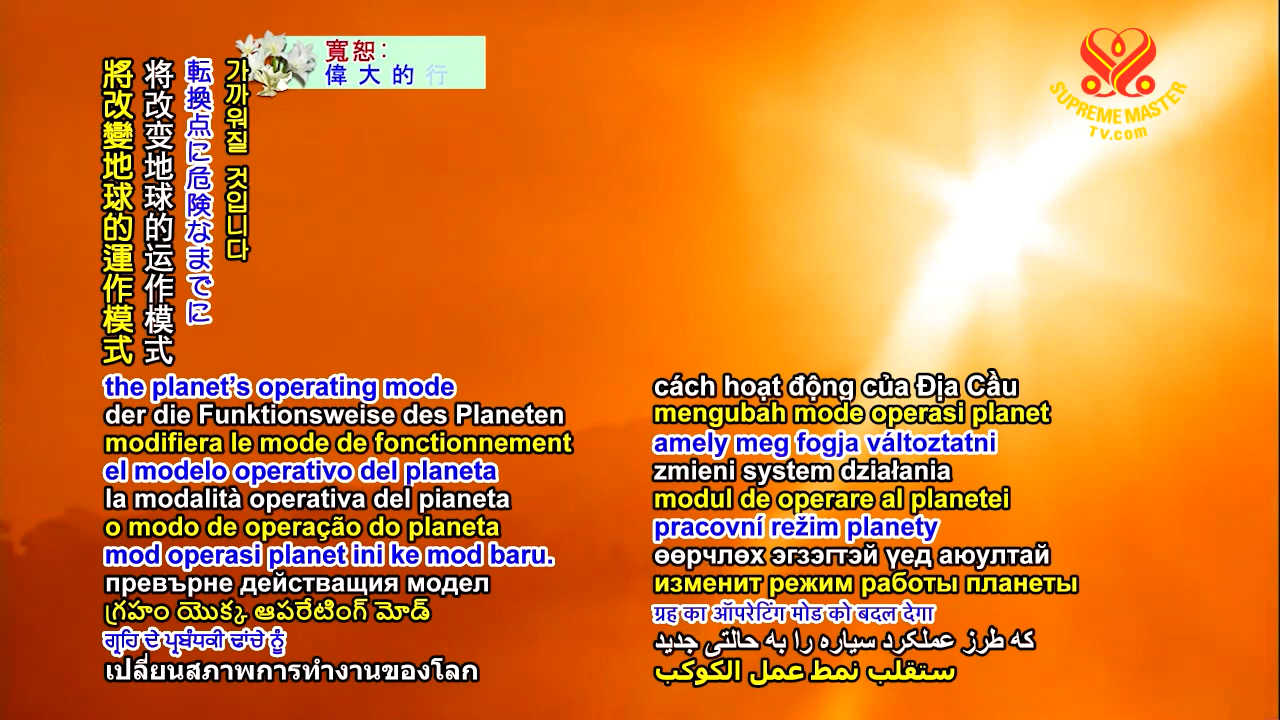 寬恕:
偉大的行
SUPREME MASTER
TV.com
將改變地球的運作模式
将改变地球的运作模式
転換点に危険なまでに
가까워질 것입니다
the planet’s operating mode
der die Funktionsweise des Planeten
modifiera le mode de fonctionnement
el modelo operativo del planeta
la modalità operativa del pianeta
o modo de operação do planeta
mod operasi planet ini ke mod baru.
превърне действащия модел
గ్రహం యొక్క ఆపరేటింగ్ మోడ్
ਗ੍ਰਹਿ ਦੇ ਪ੍ਰਬੰਧਕੀ ਢਾਂਚੇ ਨੂੰ
เปลี่ยนสภาพการทำงานของโลก
cách hoạt động của Địa Cầu
mengubah mode operasi planet
amely meg fogja változtatni
zmieni system działania
modul de operare al planetei
pracovní režim planety
өөрчлөх эгзэгтэй үед аюултай
изменит режим работы планеты
ग्रह का ऑपरेटिंग मोड को बदल देगा
که طرز عملکرد سیاره را به حالتی جدید
ستقلب نمط عمل الكوكب